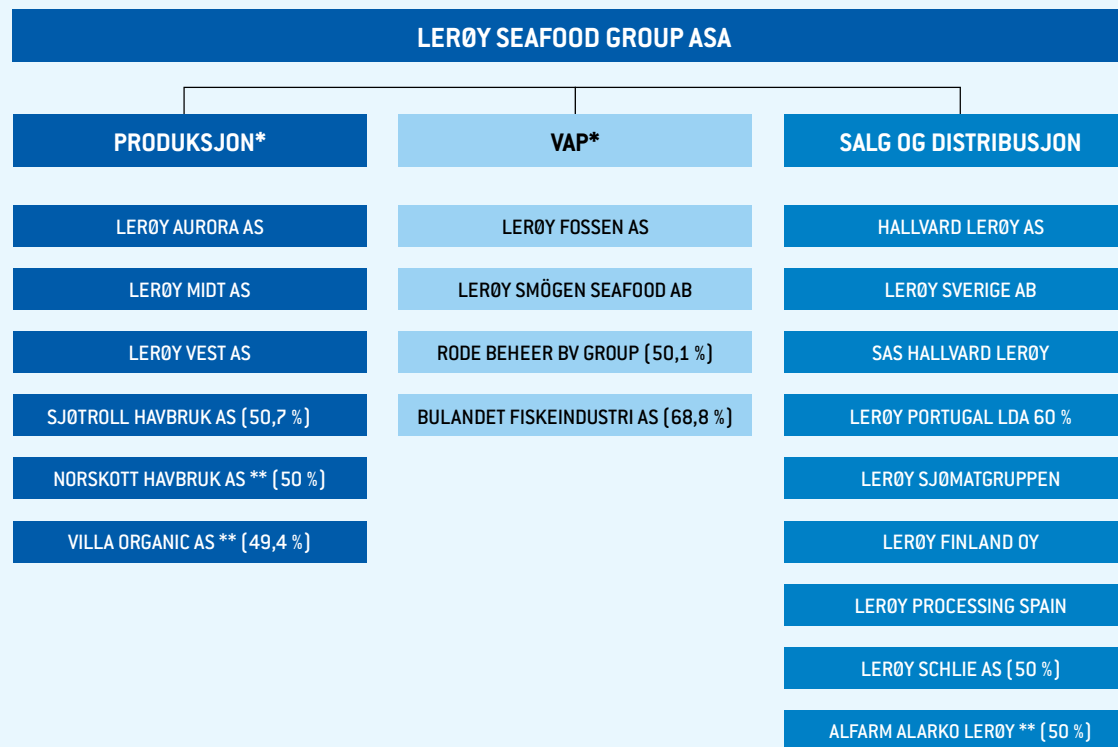 LERØY SEAFOOD GROUP ASA
PRODUKSJON*
LERØY AURORA AS
LERØY MIDT AS
LERØY VEST AS
SJØTROLL HAVBRUK AS (50,7 %)
NORSKOTT HAVBRUK AS ** (50 %)
VILLA ORGANIC AS ** (49,4 %)
VAP*
LERØY FOSSEN AS
LERØY SMÖGEN SEAFOOD AB
RODE BEHEER BV GROUP (50,1 %)
BULANDET FISKEINDUSTRI AS (68,8 %)
SALG OG DISTRIBUSJON
HALLVARD LERØY AS
LERØY SVERIGE AB
SAS HALLVARD LERØY
LERØY PORTUGAL LDA 60 %
LERØY SJØMATGRUPPEN
LERØY FINLAND OY
LERØY PROCESSING SPAIN
LERØY SCHLIE AS (50 %)
ALFARM ALARKO LERØY ** (50 %)